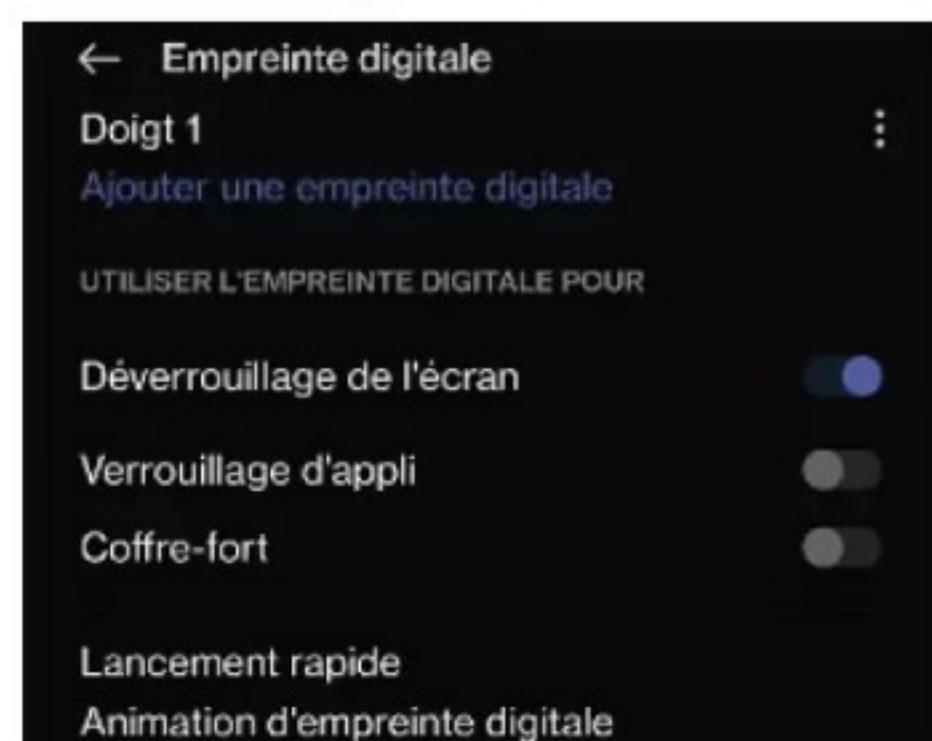 Empreinte digitale
Doigt 1
Ajouter une empreinte digitale
UTILISER L'EMPREINTE DIGITALE POUR
Déverrouillage de l'écran
Verrouillage d'appli
Coffre-fort
Lancement rapide
Animation d'empreinte digitale